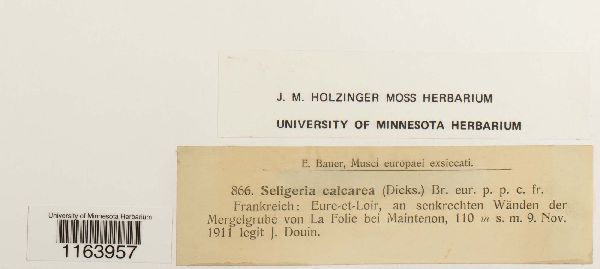 J. M. HOLZINGER MOSS HERBARIUM
UNIVERSITY OF MINNESOTA HERBARIUM
E. Bauer, Musci europaei exsiccati.
866. Seligeria calcarea (Dicks.) Br. eur. p. p. c. fr.
Frankreich: Eure-et-Loir, an senkrechten Wänden der
Mergelgrube von La Folie bei Maintenon, 110 m s. m. 9. Nov.
1911 legit J. Douin.
University of Minnesota Herbarium
1163957